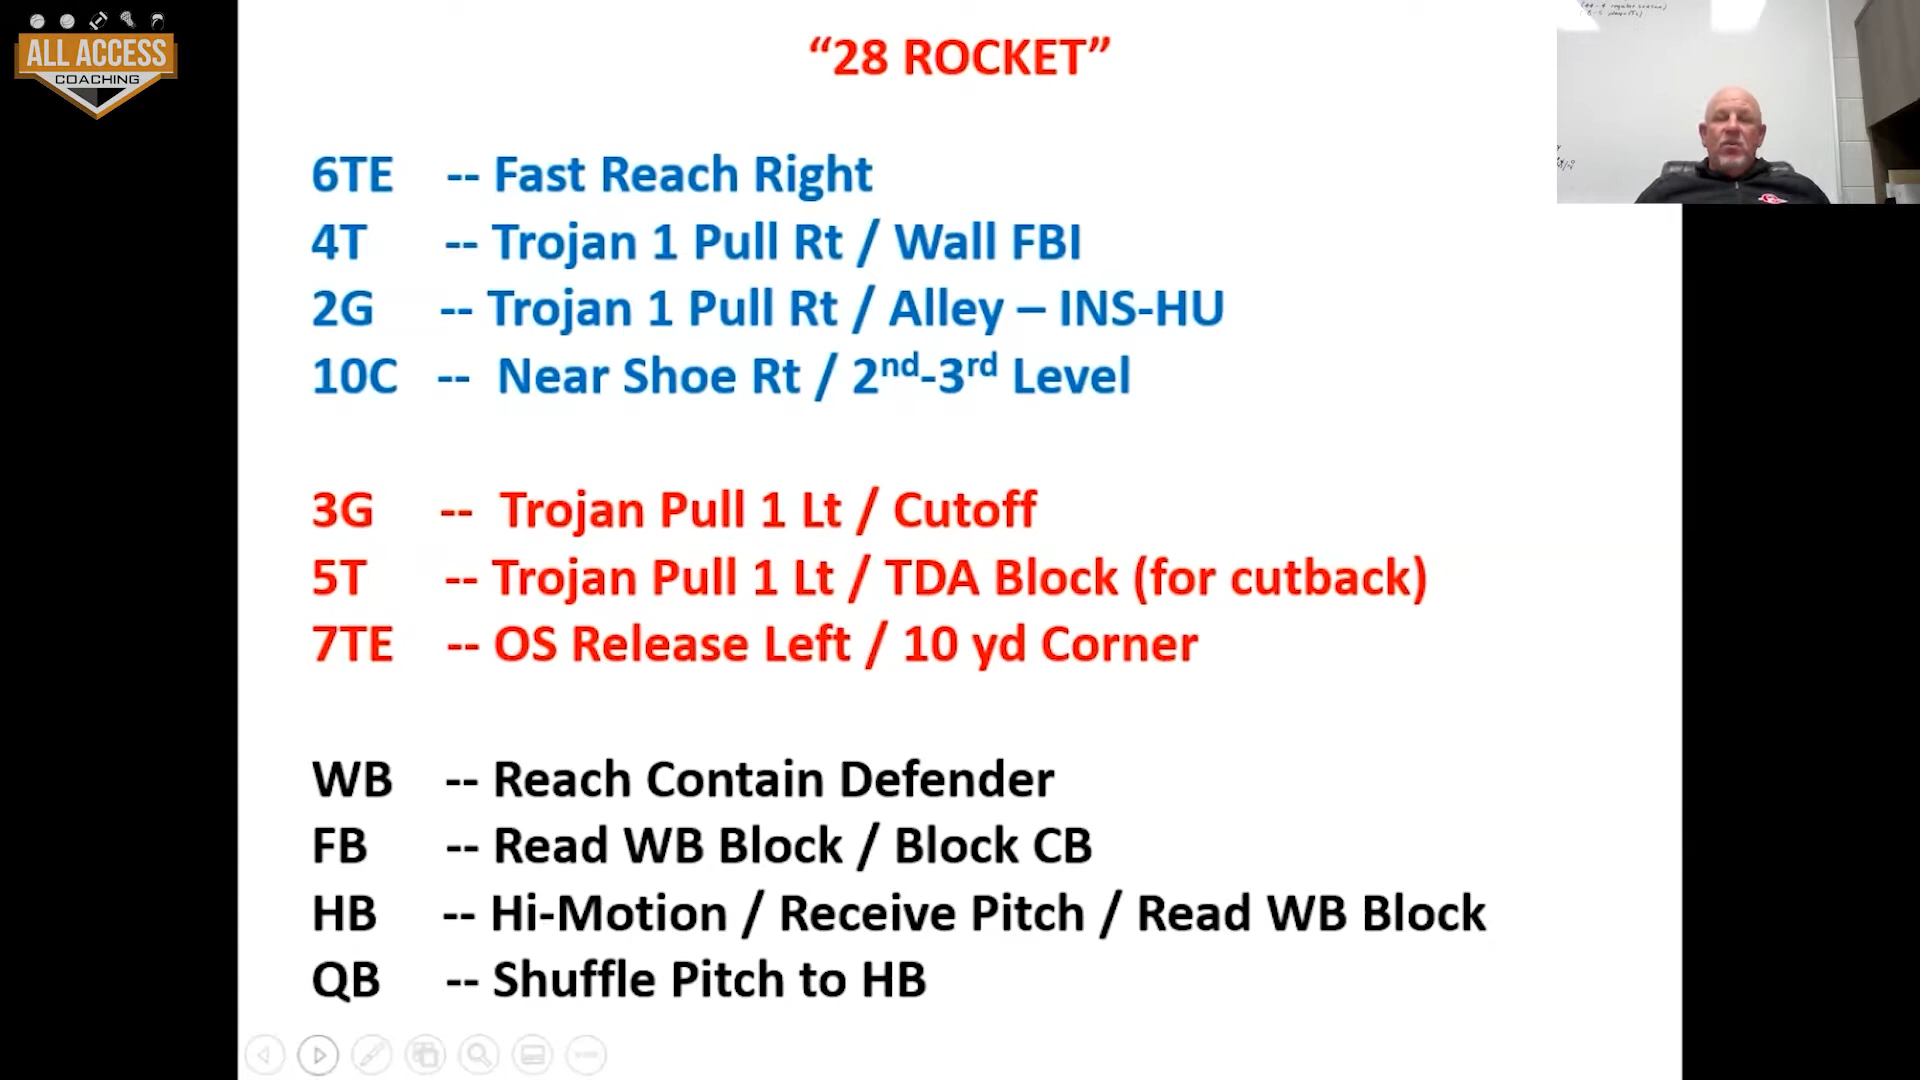 ALL ACCESS
COACHING
“28 ROCKET”
6TE -- Fast Reach Right
4T -- Trojan 1 Pull Rt / Wall FBI
2G -- Trojan 1 Pull Rt / Alley – INS-HU
10C -- Near Shoe Rt / 2nd-3rd Level
3G -- Trojan Pull 1 Lt / Cutoff
5T -- Trojan Pull 1 Lt / TDA Block (for cutback)
7TE -- OS Release Left / 10 yd Corner
WB -- Reach Contain Defender
FB -- Read WB Block / Block CB
HB -- Hi-Motion / Receive Pitch / Read WB Block
QB -- Shuffle Pitch to HB